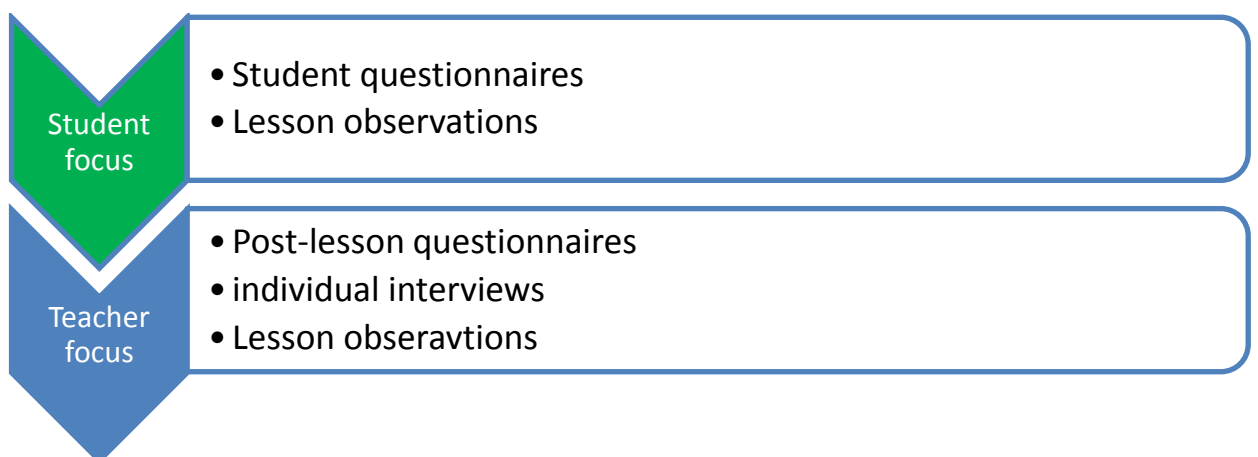 Student
focus
• Student questionnaires
• Lesson observations
Teacher
focus
• Post-lesson questionnaires
• individual interviews
• Lesson obseravtions